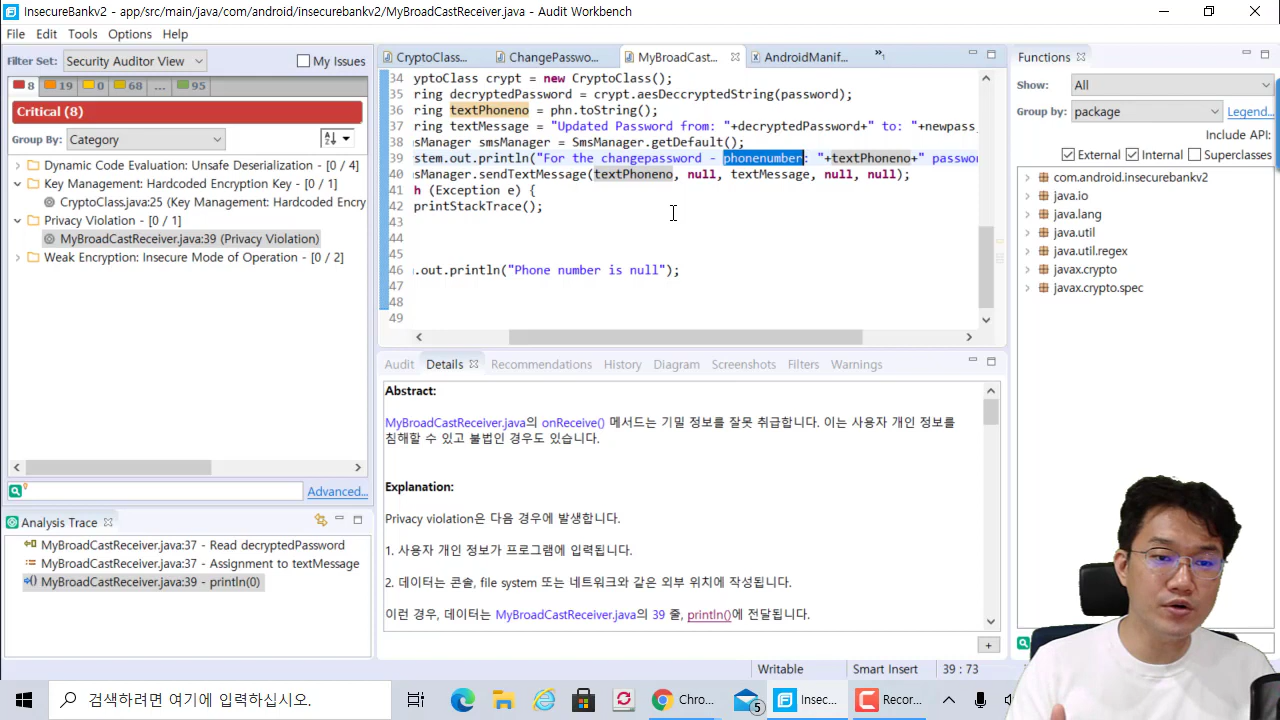 InsecureBankv2 - app/src/main/java/com/android/insecurebankv2/MyBroadCastReceiver.java - Audit Workbench
File Edit Tools Options Help
Filter Set: Security Auditor View My Issues
8 19 0 68 ... 95
Critical (8)
Group By: Category
Dynamic Code Evaluation: Unsafe Deserialization - [0 / 4]
Key Management: Hardcoded Encryption Key - [0 / 1]
CryptoClass.java:25 (Key Management: Hardcoded Encry
Privacy Violation - [0 / 1]
MyBroadCastReceiver.java:39 (Privacy Violation)
Weak Encryption: Insecure Mode of Operation - [0 / 2]
Advanced...
Analysis Trace
MyBroadCastReceiver.java:37 - Read decryptedPassword
MyBroadCastReceiver.java:37 - Assignment to textMessage
MyBroadCastReceiver.java:39 - println(0)
CryptoClass... ChangePasswo... MyBroadCast... AndroidManif... »1
34 yptoClass crypt = new CryptoClass();
35 ring decryptedPassword = crypt.aesDeccryptedString(password);
36 ring textPhoneno = phn.toString();
37 ring textMessage = "Updated Password from: "+decryptedPassword+" to: "+newpass
38 nsManager smsManager = SmsManager.getDefault();
39 stem.out.println("For the changepassword - phonenumber: "+textPhoneno+" passwor
40 nsManager.sendTextMessage(textPhoneno, null, textMessage, null, null);
41 h (Exception e) {
42 printStackTrace();
43
44
45
46 .out.println("Phone number is null");
47
48
49
Audit Details Recommendations History Diagram Screenshots Filters Warnings
Abstract:
MyBroadCastReceiver.java의 onReceive() 메서드는 기밀 정보를 잘못 취급합니다. 이는 사용자 개인 정보를
침해할 수 있고 불법인 경우도 있습니다.
Explanation:
Privacy violation은 다음 경우에 발생합니다.
1. 사용자 개인 정보가 프로그램에 입력됩니다.
2. 데이터는 콘솔, file system 또는 네트워크와 같은 외부 위치에 작성됩니다.
이런 경우, 데이터는 MyBroadCastReceiver.java의 39 줄, println()에 전달됩니다.
Functions
Show: All
Group by: package Legend...
Include API:
External Internal Superclasses
com.android.insecurebankv2
java.io
java.lang
java.util
java.util.regex
javax.crypto
javax.crypto.spec
Writable Smart Insert 39 : 73
검색하려면 여기에 입력하십시오.
Chro... 5 Insec... Recor...